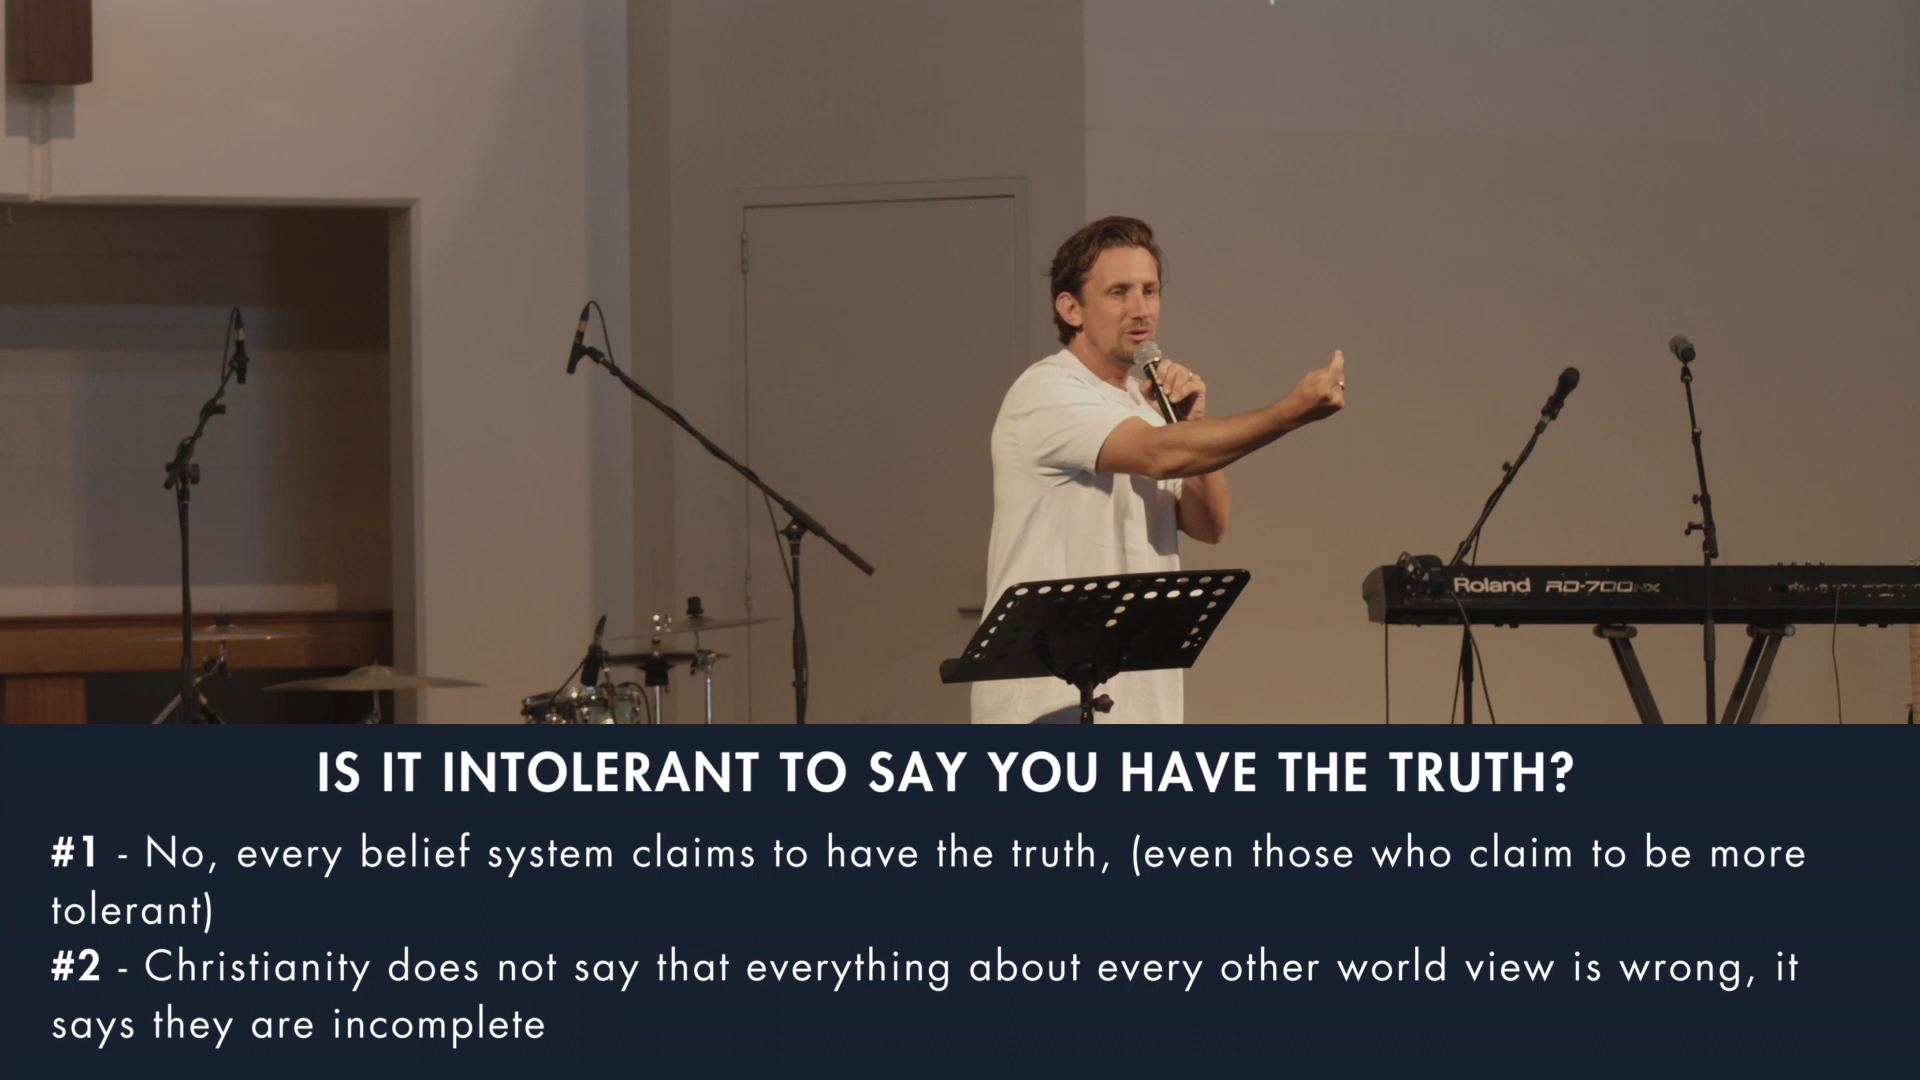 Roland RD-700NX
IS IT INTOLERANT TO SAY YOU HAVE THE TRUTH?
#1 - No, every belief system claims to have the truth, (even those who claim to be more
tolerant)
#2 - Christianity does not say that everything about every other world view is wrong, it
says they are incomplete